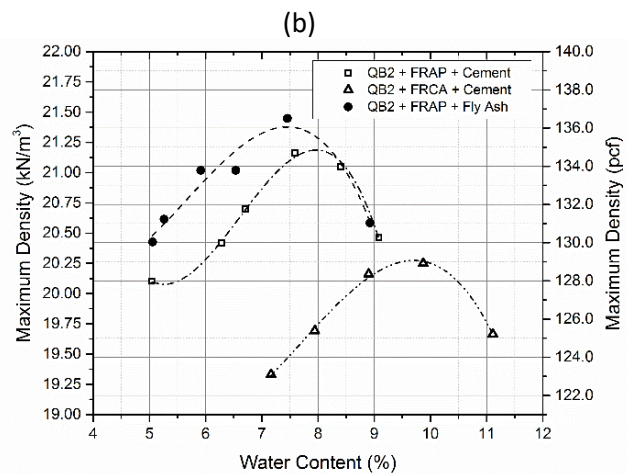 (b)
22.00
21.75
21.50
21.25
21.00
20.75
20.50
20.25
20.00
19.75
19.50
19.25
19.00
Maximum Density (kN/m³)
QB2 + FRAP + Cement
QB2 + FRCA + Cement
QB2 + FRAP + Fly Ash
140.0
138.0
136.0
134.0
132.0
130.0
128.0
126.0
124.0
122.0
Maximum Density (pcf)
4 5 6 7 8 9 10 11 12
Water Content (%)